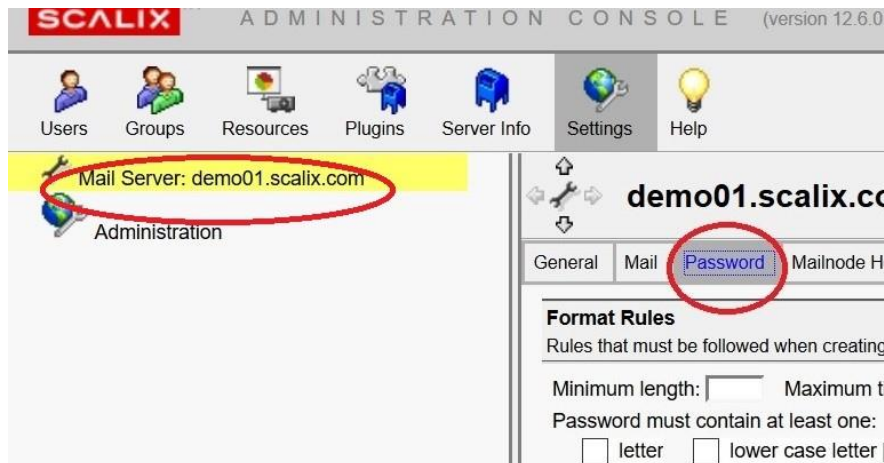 SCALIX ADMINISTRATION CONSOLE (version 12.6.0
Users Groups Resources Plugins Server Info Settings Help
Mail Server: demo01.scalix.com
Administration
demo01.scalix.co
General Mail Password Mailnode H
Format Rules
Rules that must be followed when creating
Minimum length: Maximum t
Password must contain at least one:
letter lower case letter